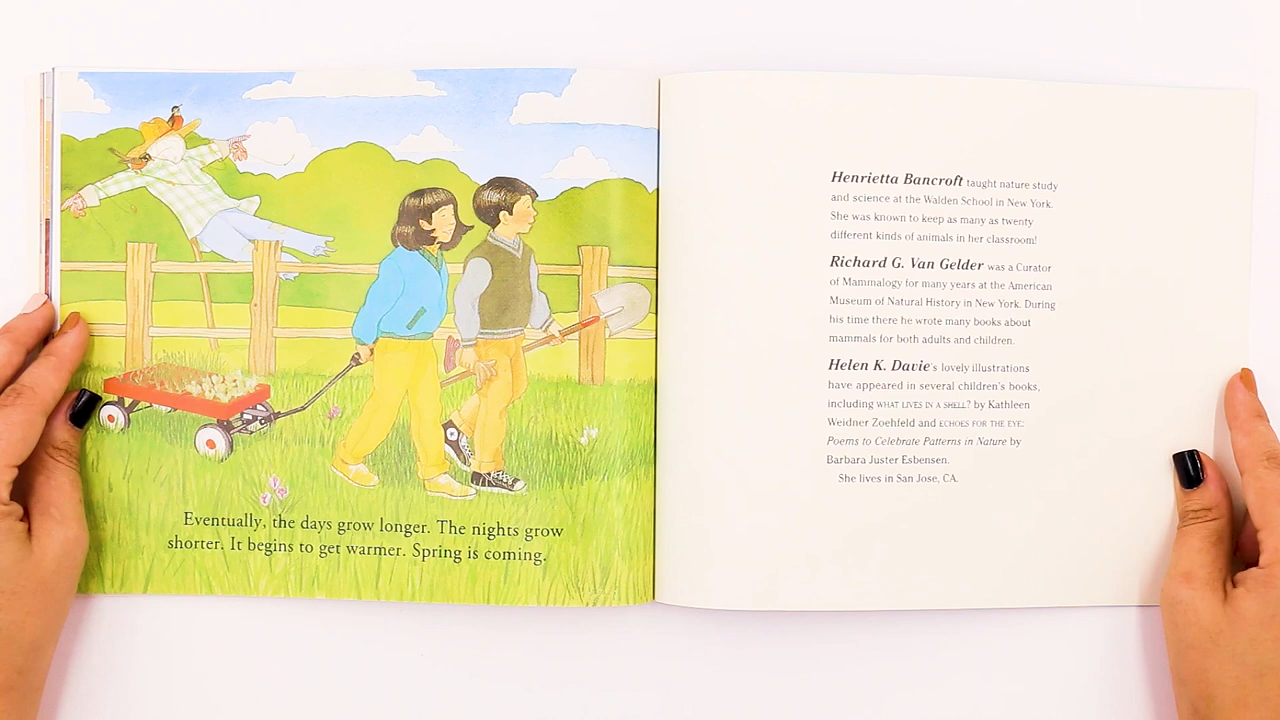 Eventually, the days grow longer. The nights grow
shorter. It begins to get warmer. Spring is coming.
Henrietta Bancroft taught nature study
and science at the Walden School in New York.
She was known to keep as many as twenty
different kinds of animals in her classroom!
Richard G. Van Gelder was a Curator
of Mammalogy for many years at the American
Museum of Natural History in New York. During
his time there he wrote many books about
mammals for both adults and children.
Helen K. Davie's lovely illustrations
have appeared in several children's books,
including WHAT LIVES IN A SHELL? by Kathleen
Weidner Zoehfeld and ECHOES FOR THE EYE:
Poems to Celebrate Patterns in Nature by
Barbara Juster Esbensen.
She lives in San Jose, CA.